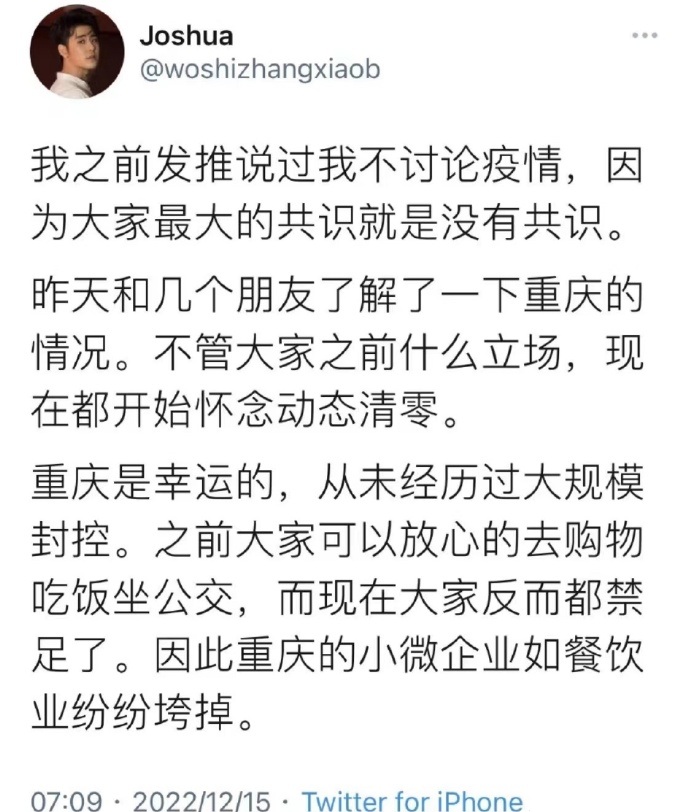 Joshua
@woshizhangxiaob
我之前发推说过我不讨论疫情，因
为大家最大的共识就是没有共识。
昨天和几个朋友了解了一下重庆的
情况。不管大家之前什么立场，现
在都开始怀念动态清零。
重庆是幸运的，从未经历过大规模
封控。之前大家可以放心的去购物
吃饭坐公交，而现在大家反而都禁
足了。因此重庆的小微企业如餐饮
业纷纷垮掉。
07:09 · 2022/12/15 · Twitter for iPhone